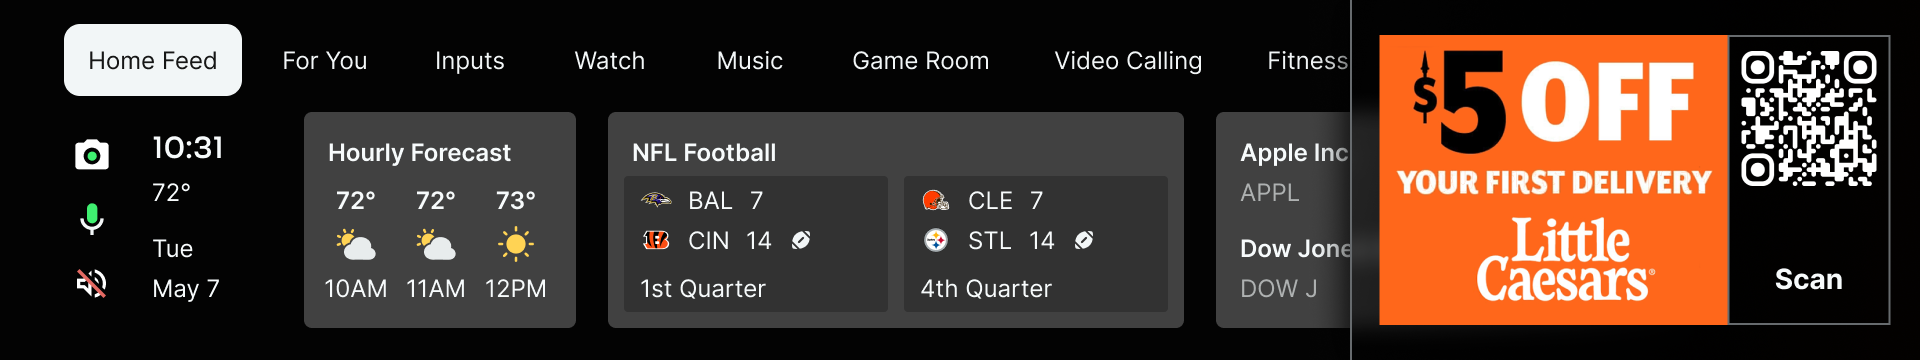 Home Feed
For You
Inputs
Watch
Music
Game Room
Video Calling
Fitness
10:31
72°
Tue
May 7
Hourly Forecast
72° 72° 73°
10AM 11AM 12PM
NFL Football
BAL 7
CIN 14
1st Quarter
CLE 7
STL 14
4th Quarter
Apple Inc
APPL
Dow Jone
DOW J
$5 OFF
YOUR FIRST DELIVERY
Little
Caesars®
Scan